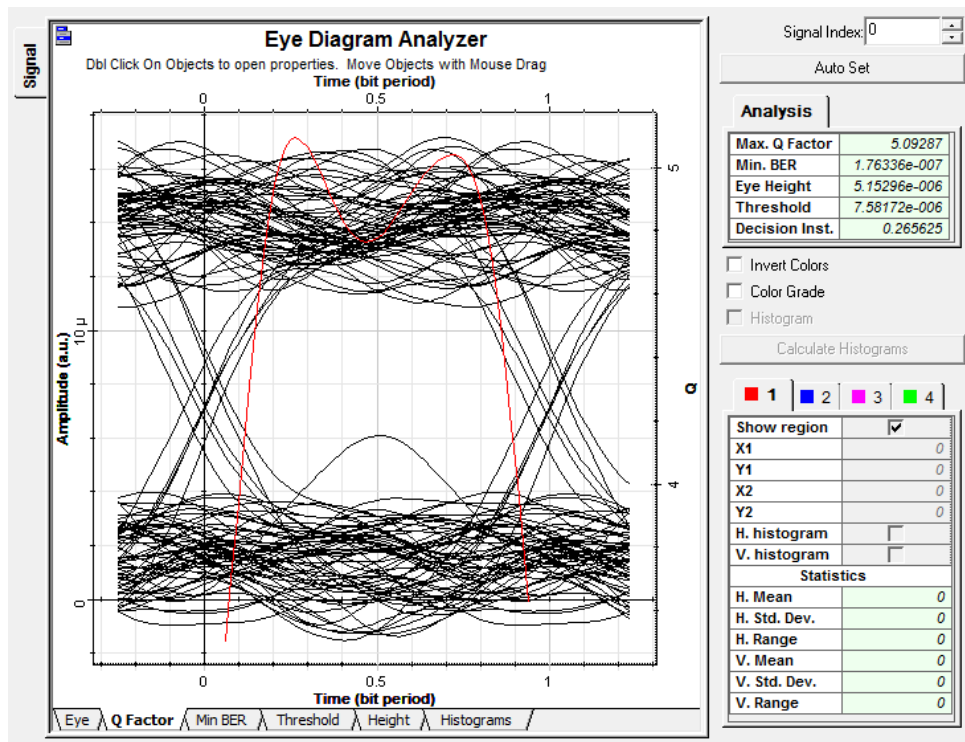 Signal
Eye Diagram Analyzer
Dbl Click On Objects to open properties. Move Objects with Mouse Drag
Time (bit period)
0 0.5 1
Amplitude (a.u.)
10 µ
0
5
4
Q
0 0.5 1
Time (bit period)
Eye Q Factor Min BER Threshold Height Histograms
Signal Index: 0
Auto Set
Analysis
Max. Q Factor 5.09287
Min. BER 1.76336e-007
Eye Height 5.15296e-006
Threshold 7.58172e-006
Decision Inst. 0.265625
Invert Colors
Color Grade
Histogram
Calculate Histograms
1 2 3 4
Show region
X1 0
Y1 0
X2 0
Y2 0
H. histogram
V. histogram
Statistics
H. Mean 0
H. Std. Dev. 0
H. Range 0
V. Mean 0
V. Std. Dev. 0
V. Range 0